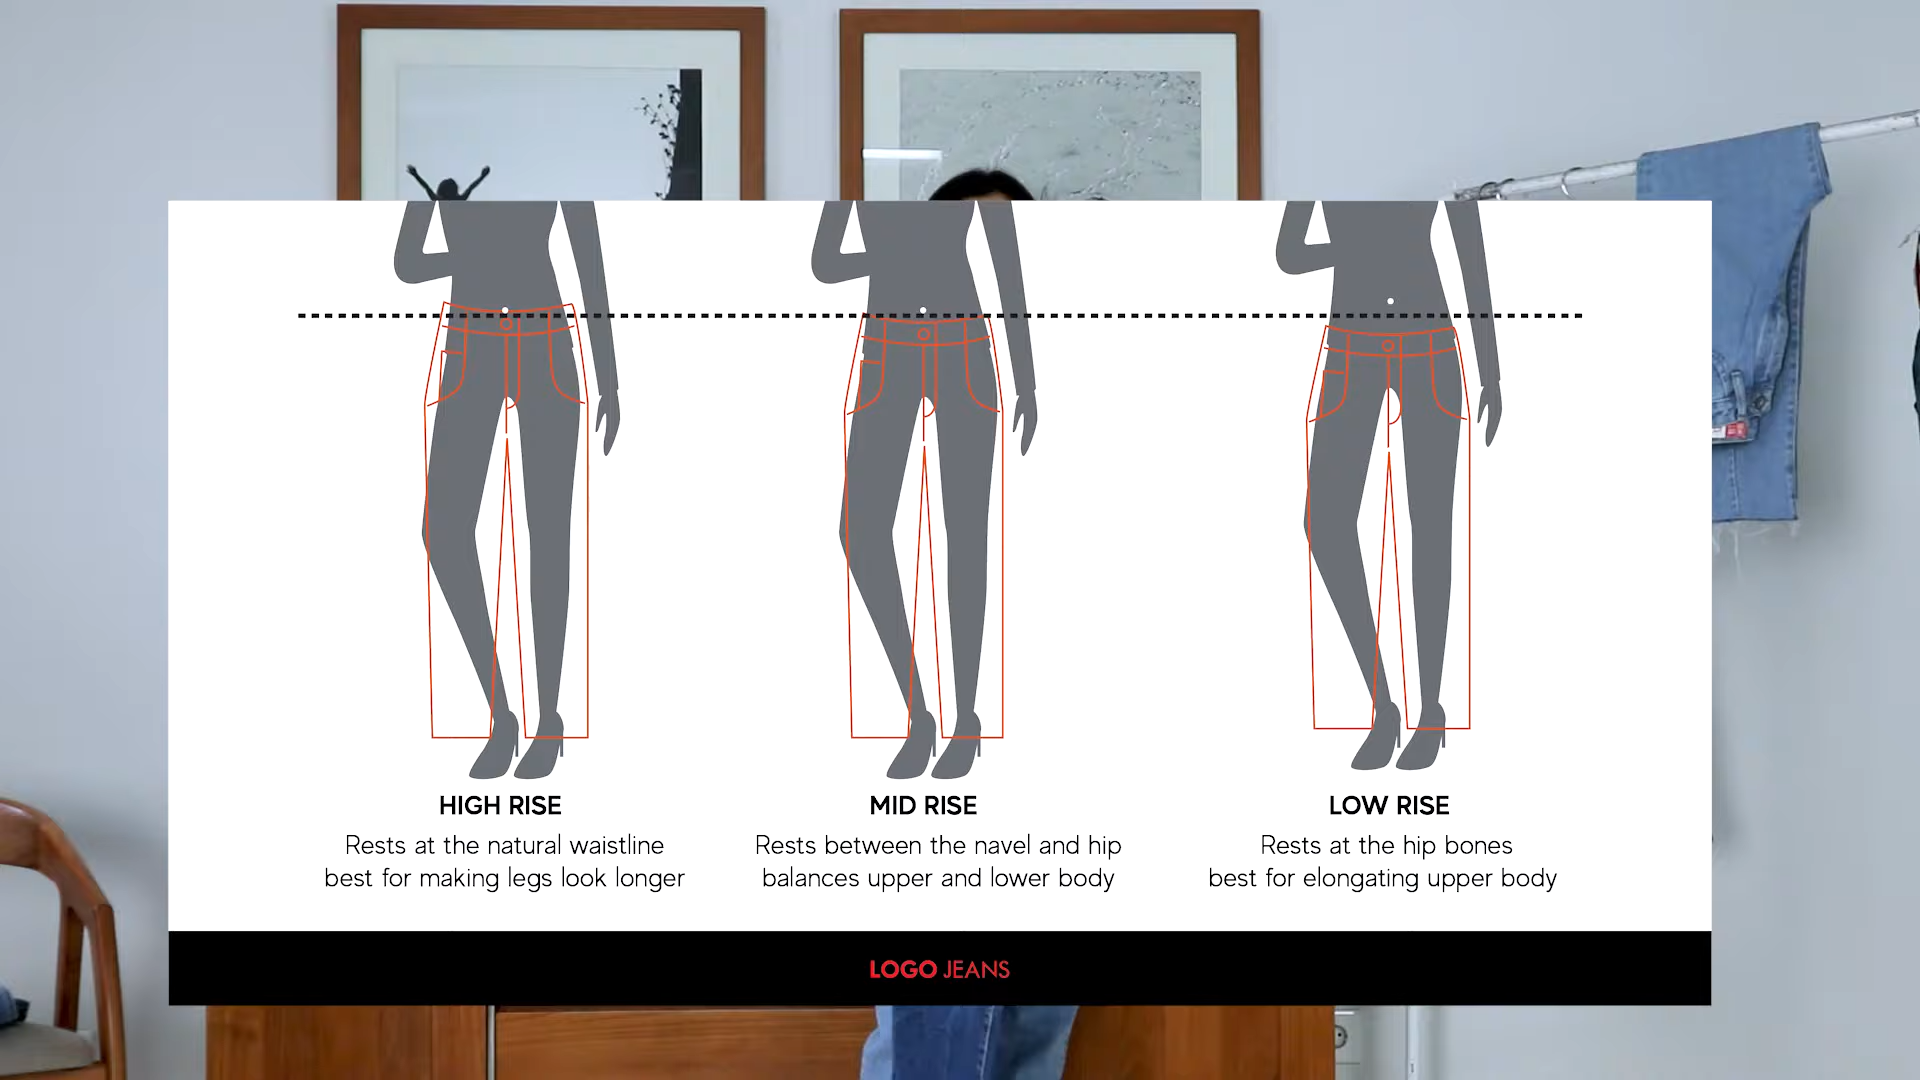 HIGH RISE
Rests at the natural waistline
best for making legs look longer
MID RISE
Rests between the navel and hip
balances upper and lower body
LOW RISE
Rests at the hip bones
best for elongating upper body
LOGO JEANS